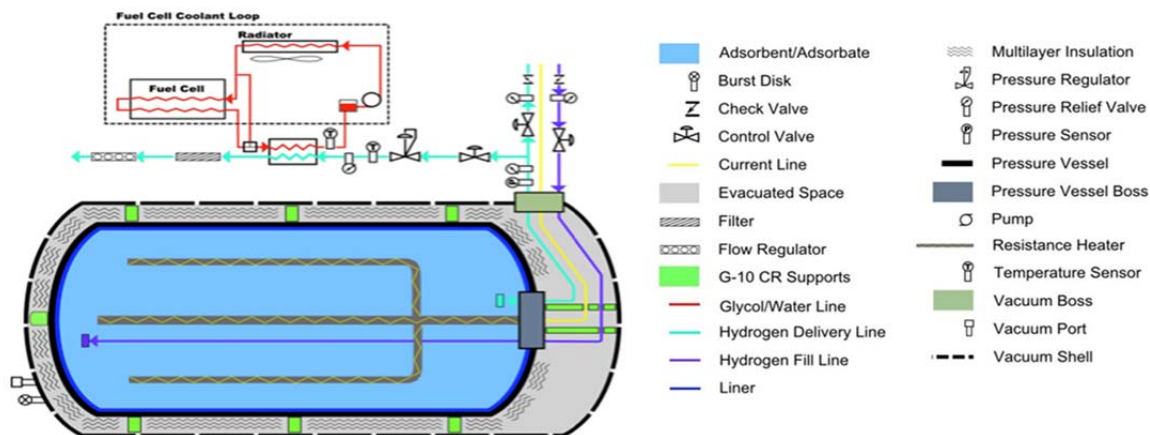 Fuel Cell Coolant Loop
Radiator
Fuel Cell
Adsorbent/Adsorbate
Burst Disk
Check Valve
Control Valve
Current Line
Evacuated Space
Filter
Flow Regulator
G-10 CR Supports
Glycol/Water Line
Hydrogen Delivery Line
Hydrogen Fill Line
Liner
Multilayer Insulation
Pressure Regulator
Pressure Relief Valve
Pressure Sensor
Pressure Vessel
Pressure Vessel Boss
Pump
Resistance Heater
Temperature Sensor
Vacuum Boss
Vacuum Port
Vacuum Shell